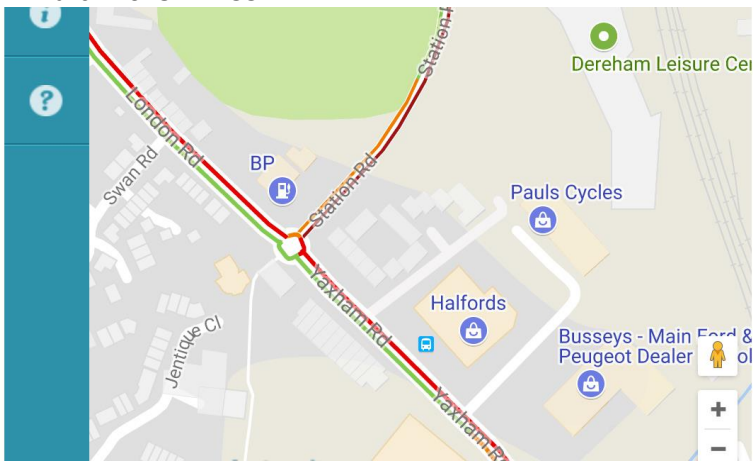 Station R
Dereham Leisure Cen
London Rd
Swan Rd
BP
Station Rd
Pauls Cycles
Yaxham Rd
Halfords
Jentique Cl
Busseys - Main Ford &
Peugeot Dealer
ol
Yaxham R